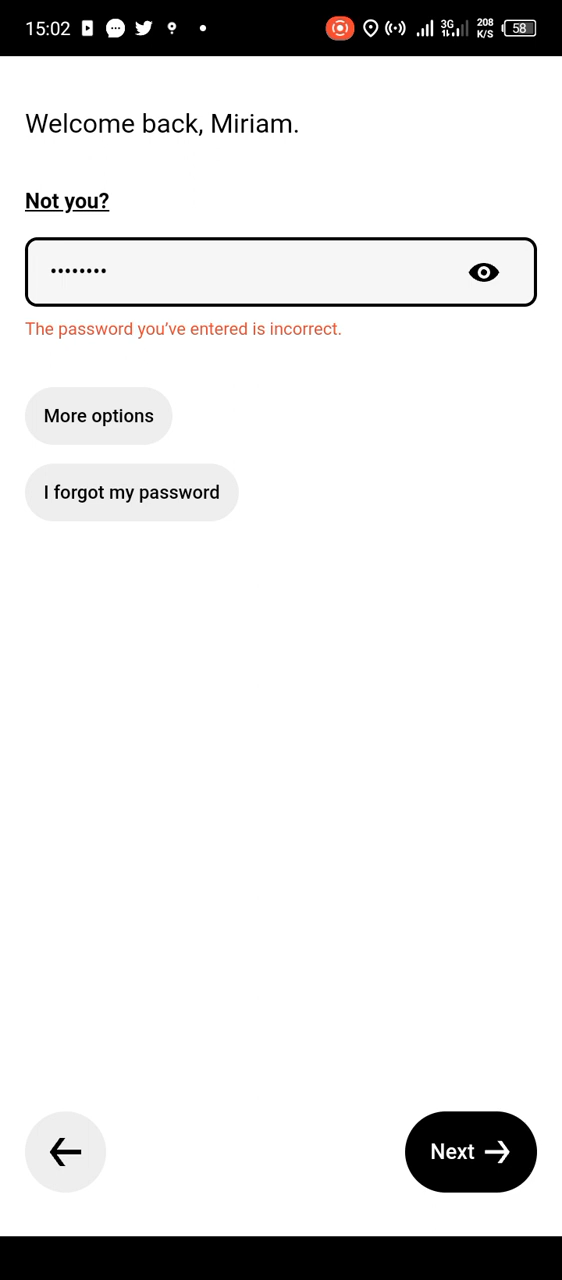 15:02 3G 208 K/S 58
Welcome back, Miriam.
Not you?
••••••••
The password you’ve entered is incorrect.
More options
I forgot my password
Next